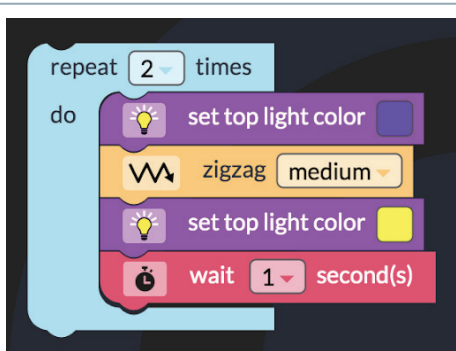 repeat 2 times
do
set top light color
zigzag medium
set top light color
wait 1 second(s)